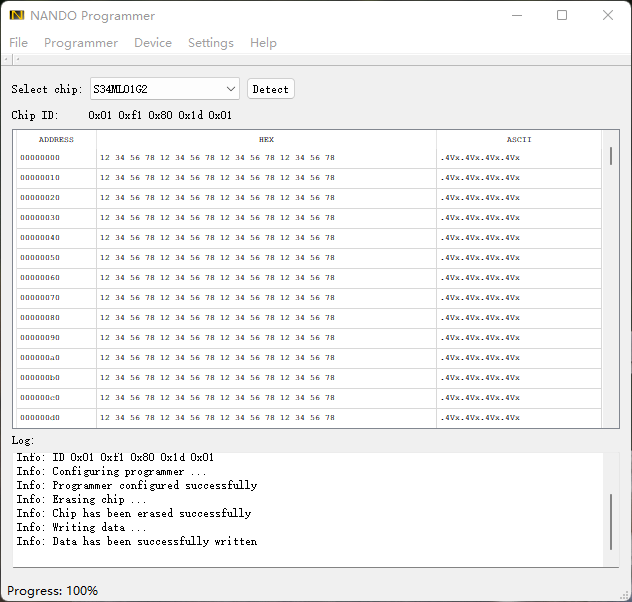 NANDO Programmer
File Programmer Device Settings Help
Select chip: S34ML01G2 Detect
Chip ID: 0x01 0xf1 0x80 0x1d 0x01
ADDRESS HEX ASCII
00000000 12 34 56 78 12 34 56 78 12 34 56 78 12 34 56 78 .4Vx.4Vx.4Vx.4Vx
00000010 12 34 56 78 12 34 56 78 12 34 56 78 12 34 56 78 .4Vx.4Vx.4Vx.4Vx
00000020 12 34 56 78 12 34 56 78 12 34 56 78 12 34 56 78 .4Vx.4Vx.4Vx.4Vx
00000030 12 34 56 78 12 34 56 78 12 34 56 78 12 34 56 78 .4Vx.4Vx.4Vx.4Vx
00000040 12 34 56 78 12 34 56 78 12 34 56 78 12 34 56 78 .4Vx.4Vx.4Vx.4Vx
00000050 12 34 56 78 12 34 56 78 12 34 56 78 12 34 56 78 .4Vx.4Vx.4Vx.4Vx
00000060 12 34 56 78 12 34 56 78 12 34 56 78 12 34 56 78 .4Vx.4Vx.4Vx.4Vx
00000070 12 34 56 78 12 34 56 78 12 34 56 78 12 34 56 78 .4Vx.4Vx.4Vx.4Vx
00000080 12 34 56 78 12 34 56 78 12 34 56 78 12 34 56 78 .4Vx.4Vx.4Vx.4Vx
00000090 12 34 56 78 12 34 56 78 12 34 56 78 12 34 56 78 .4Vx.4Vx.4Vx.4Vx
000000a0 12 34 56 78 12 34 56 78 12 34 56 78 12 34 56 78 .4Vx.4Vx.4Vx.4Vx
000000b0 12 34 56 78 12 34 56 78 12 34 56 78 12 34 56 78 .4Vx.4Vx.4Vx.4Vx
000000c0 12 34 56 78 12 34 56 78 12 34 56 78 12 34 56 78 .4Vx.4Vx.4Vx.4Vx
000000d0 12 34 56 78 12 34 56 78 12 34 56 78 12 34 56 78 .4Vx.4Vx.4Vx.4Vx
Log:
Info: ID 0x01 0xf1 0x80 0x1d 0x01
Info: Configuring programmer ...
Info: Programmer configured successfully
Info: Erasing chip ...
Info: Chip has been erased successfully
Info: Writing data ...
Info: Data has been successfully written
Progress: 100%